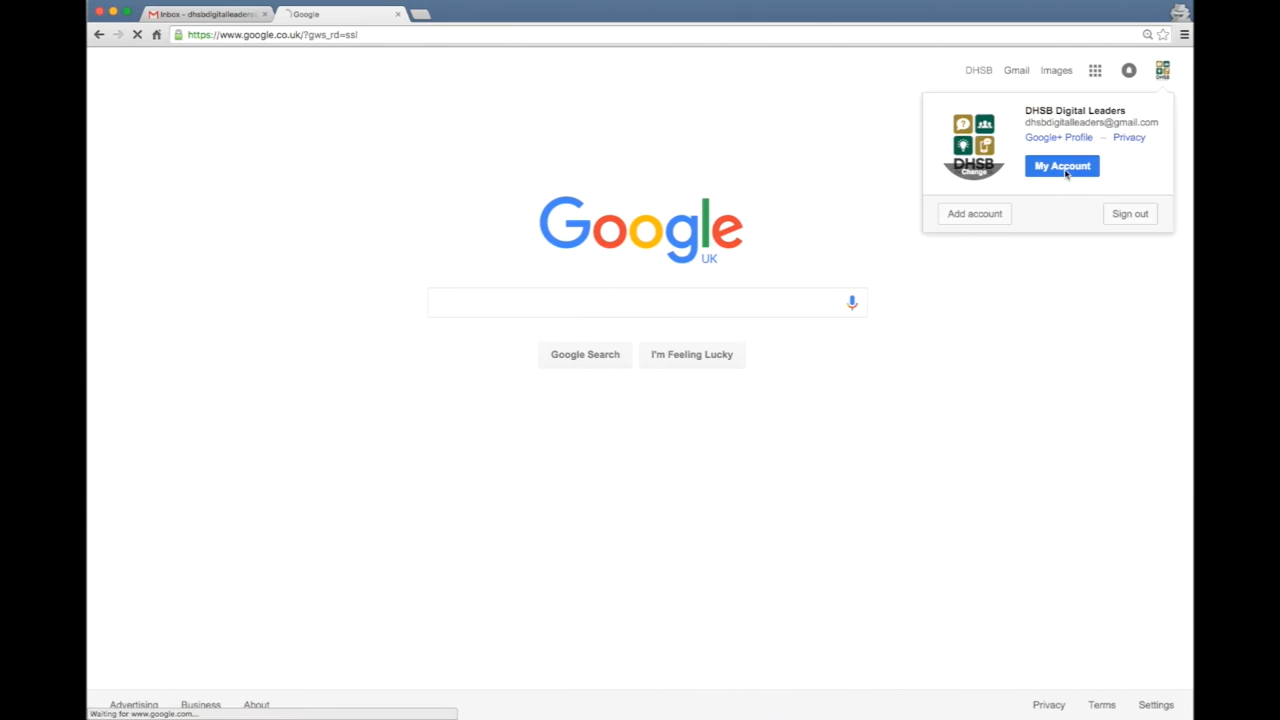 Inbox - dhsbdigitalleaders
Google
https://www.google.co.uk/?gws_rd=ssl
DHSB Gmail Images
DHSB Digital Leaders
dhsbdigitalleaders@gmail.com
Google+ Profile – Privacy
DHSB
Change
My Account
Add account Sign out
Google
UK
Google Search I'm Feeling Lucky
Advertising Business About Privacy Terms Settings
Waiting for www.google.com...